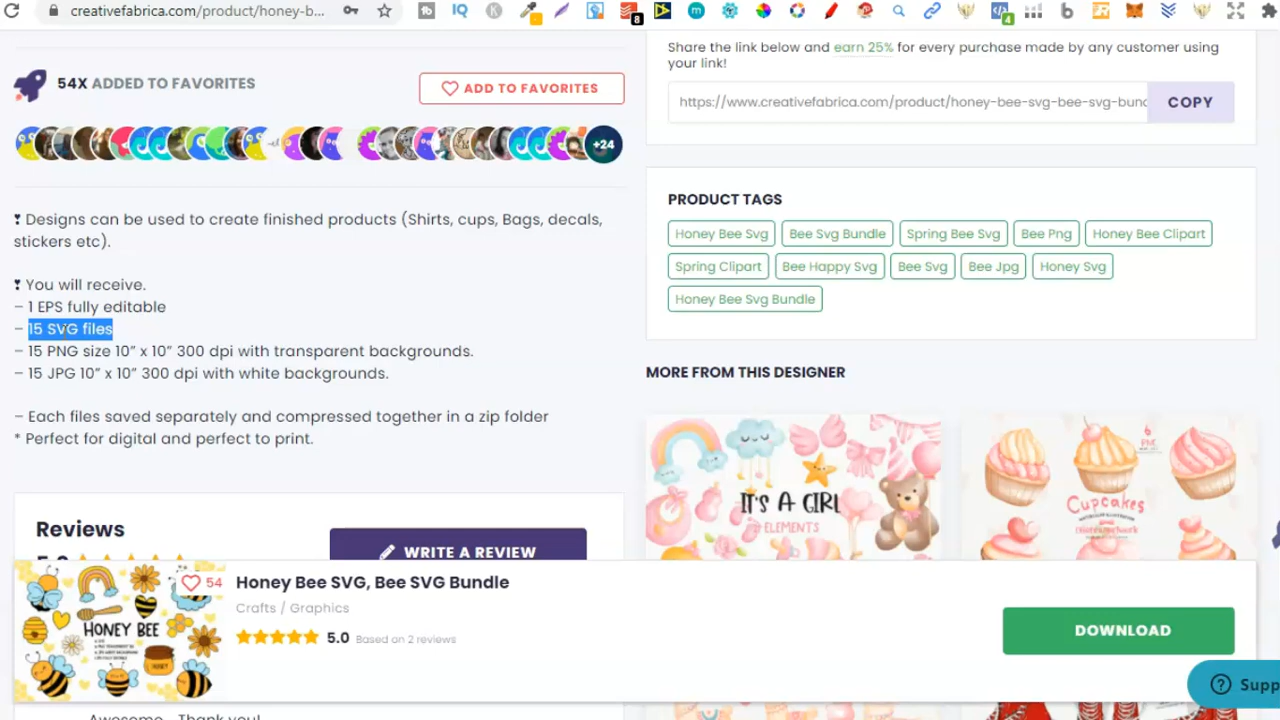 creativefabrica.com/product/honey-b...
8
4
54X ADDED TO FAVORITES
ADD TO FAVORITES
+24
❣ Designs can be used to create finished products (Shirts, cups, Bags, decals,
stickers etc).
❣ You will receive.
– 1 EPS fully editable
– 15 SVG files
– 15 PNG size 10” x 10” 300 dpi with transparent backgrounds.
– 15 JPG 10” x 10” 300 dpi with white backgrounds.
– Each files saved separately and compressed together in a zip folder
* Perfect for digital and perfect to print.
Reviews
WRITE A REVIEW
Share the link below and earn 25% for every purchase made by any customer using
your link!
https://www.creativefabrica.com/product/honey-bee-svg-bee-svg-bund
COPY
PRODUCT TAGS
Honey Bee Svg
Bee Svg Bundle
Spring Bee Svg
Bee Png
Honey Bee Clipart
Spring Clipart
Bee Happy Svg
Bee Svg
Bee Jpg
Honey Svg
Honey Bee Svg Bundle
MORE FROM THIS DESIGNER
IT'S A GIRL
ELEMENTS
6
Cupcakes
HONEY BEE
54
Honey Bee SVG, Bee SVG Bundle
Crafts / Graphics
5.0 Based on 2 reviews
DOWNLOAD
Supp
Awesome... Thank you!